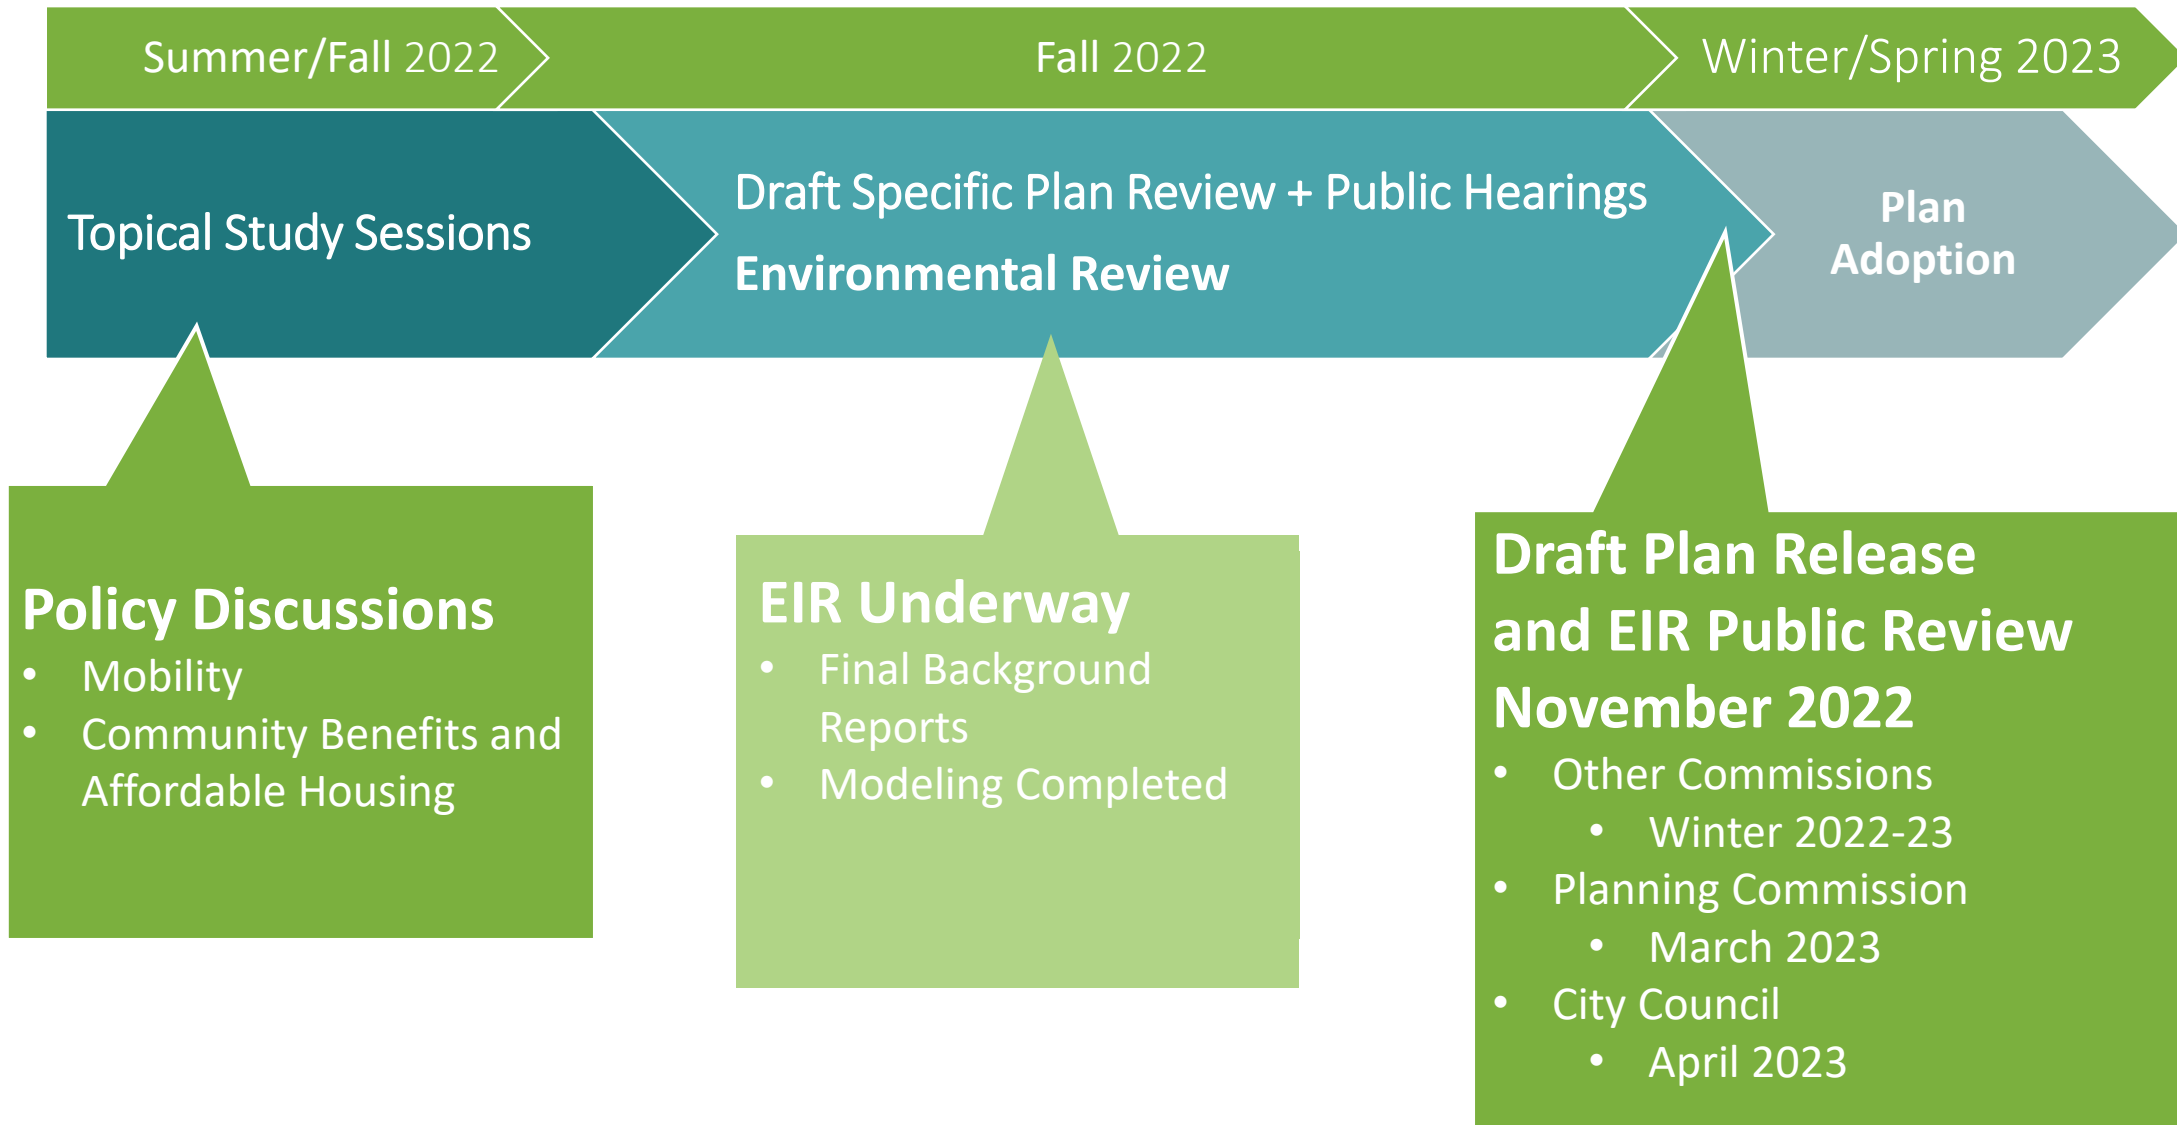 Summer/Fall 2022
Fall 2022
Winter/Spring 2023
Topical Study Sessions
Draft Specific Plan Review + Public Hearings
Environmental Review
Plan
Adoption
Policy Discussions
• Mobility
• Community Benefits and
Affordable Housing
EIR Underway
• Final Background
Reports
• Modeling Completed
Draft Plan Release
and EIR Public Review
November 2022
• Other Commissions
• Winter 2022-23
• Planning Commission
• March 2023
• City Council
• April 2023